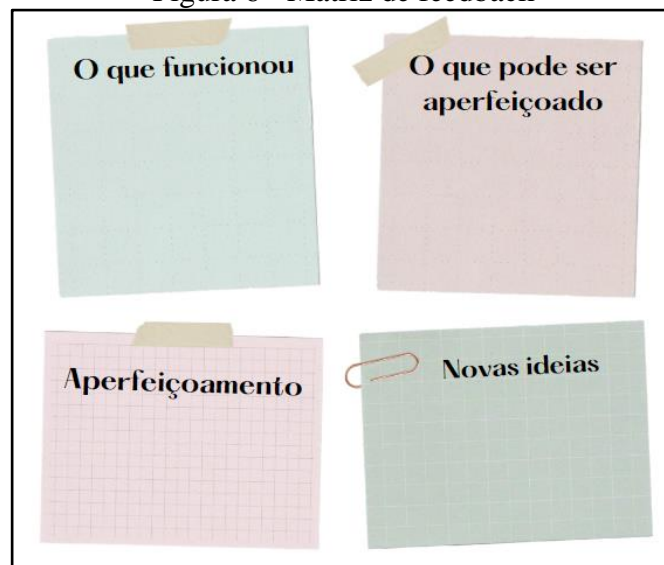 Figura 6 - Matriz de feedback
O que funcionou
O que pode ser
aperfeiçoado
Aperfeiçoamento
Novas ideias